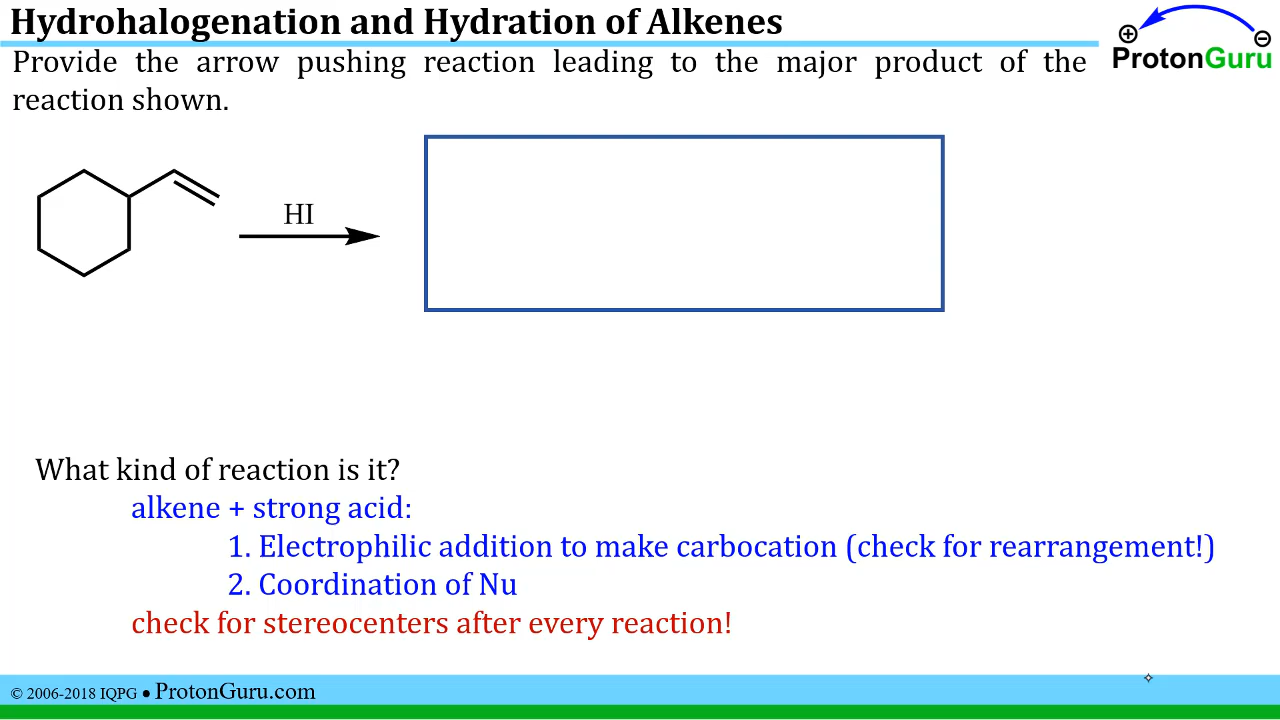 Hydrohalogenation and Hydration of Alkenes
Provide the arrow pushing reaction leading to the major product of the
reaction shown.
ProtonGuru
HI
What kind of reaction is it?
alkene + strong acid:
1. Electrophilic addition to make carbocation (check for rearrangement!)
2. Coordination of Nu
check for stereocenters after every reaction!
© 2006-2018 IQPG ● ProtonGuru.com